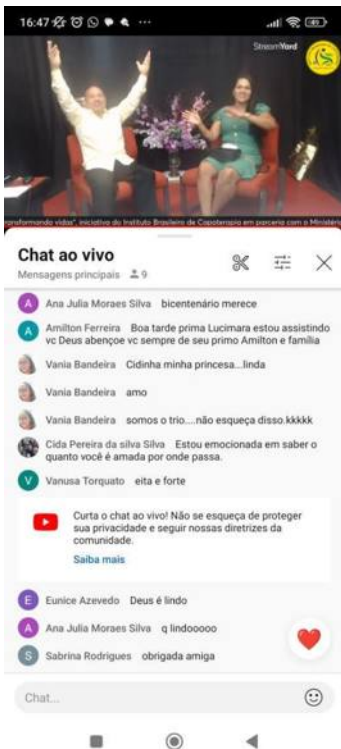 16:47
49
StreamYard
ransformando vidas", iniciativa do Instituto Brasileiro de Capoterapia em parceria com o Ministéri
Chat ao vivo
Mensagens principais 9
A Ana Julia Moraes Silva bicentenário merece
A Amilton Ferreira Boa tarde prima Lucimara estou assistindo
vc Deus abençoe vc sempre de seu primo Amilton e família
Vania Bandeira Cidinha minha princesa...linda
Vania Bandeira amo
Vania Bandeira somos o trio....não esqueça disso.kkkkk
Cida Pereira da silva Silva Estou emocionada em saber o
quanto você é amada por onde passa.
V Vanusa Torquato eita e forte
Curta o chat ao vivo! Não se esqueça de proteger
sua privacidade e seguir nossas diretrizes da
comunidade.
Saiba mais
E Eunice Azevedo Deus é lindo
A Ana Julia Moraes Silva q lindooooo
S Sabrina Rodrigues obrigada amiga
Chat...